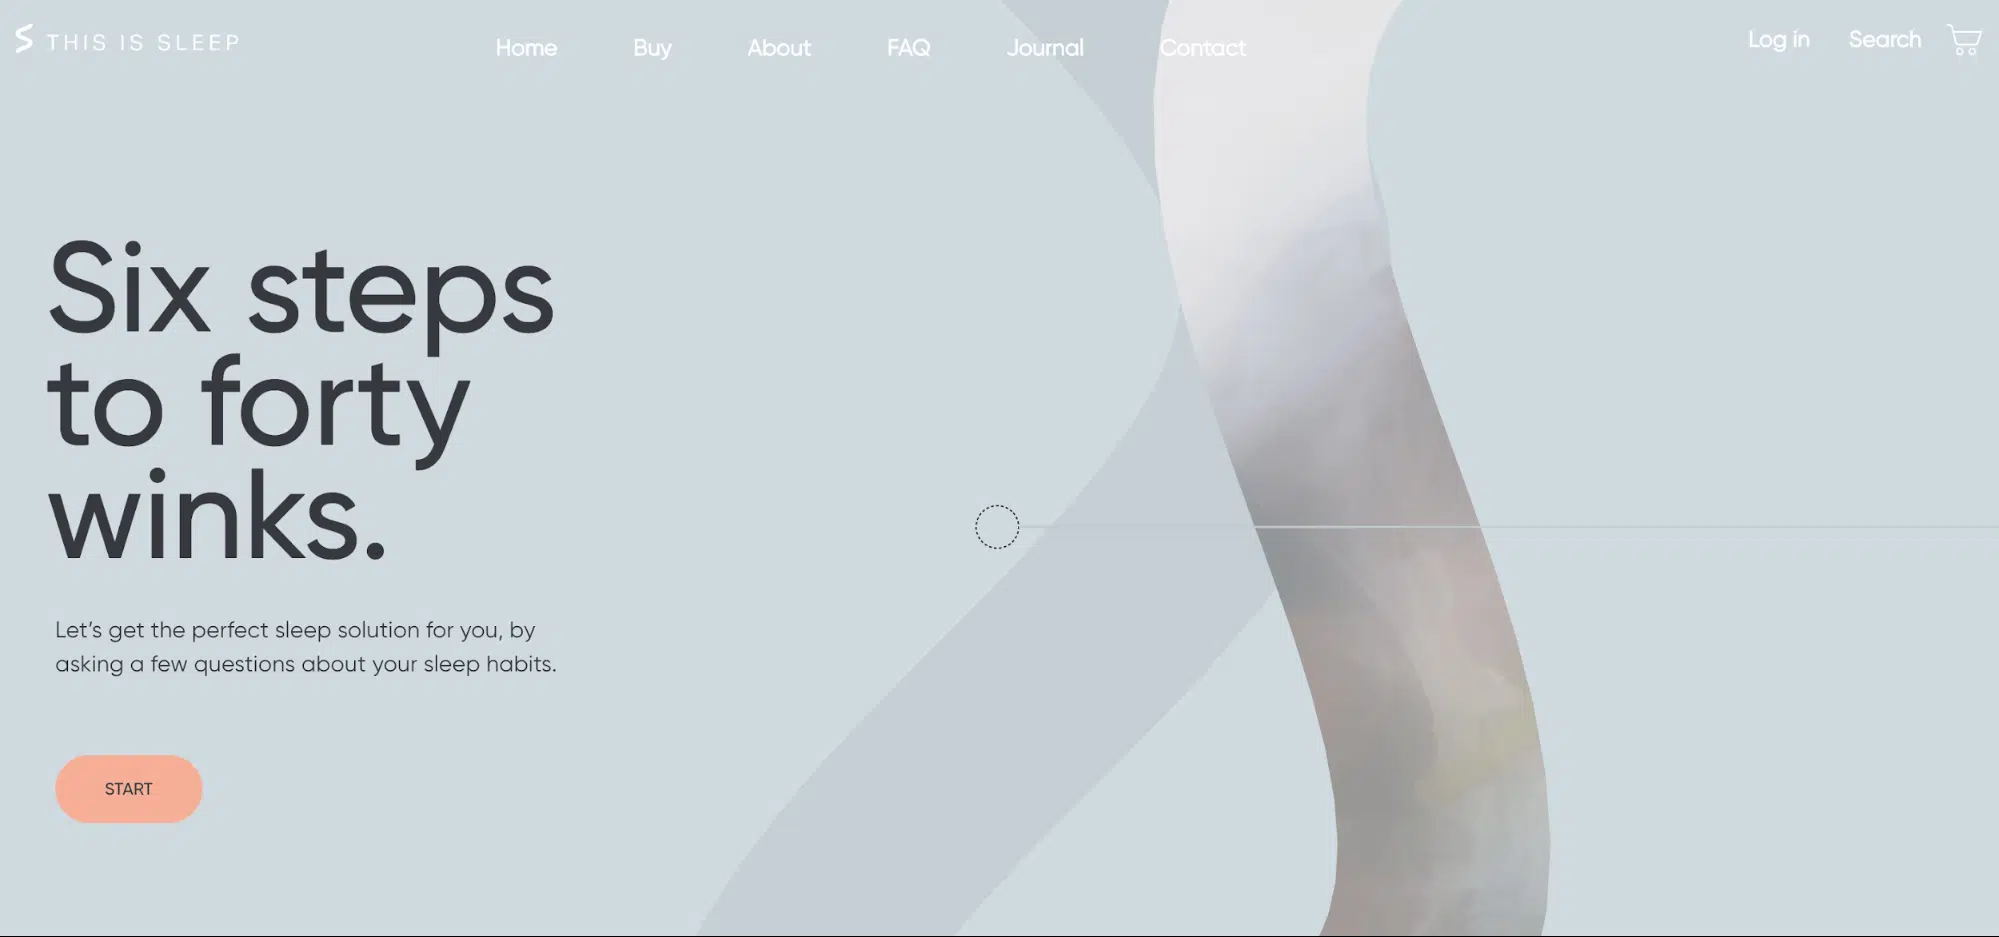 THIS IS SLEEP
Home Buy About FAQ Journal Contact
Log in Search
Six steps
to forty
winks.
Let's get the perfect sleep solution for you, by
asking a few questions about your sleep habits.
START